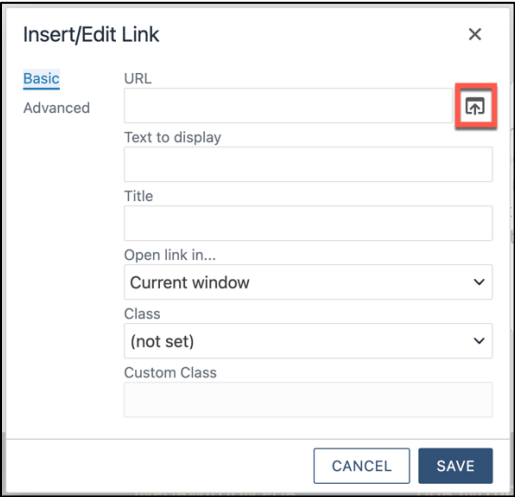 Insert/Edit Link
Basic
Advanced
URL
Text to display
Title
Open link in...
Current window
Class
(not set)
Custom Class
CANCEL
SAVE